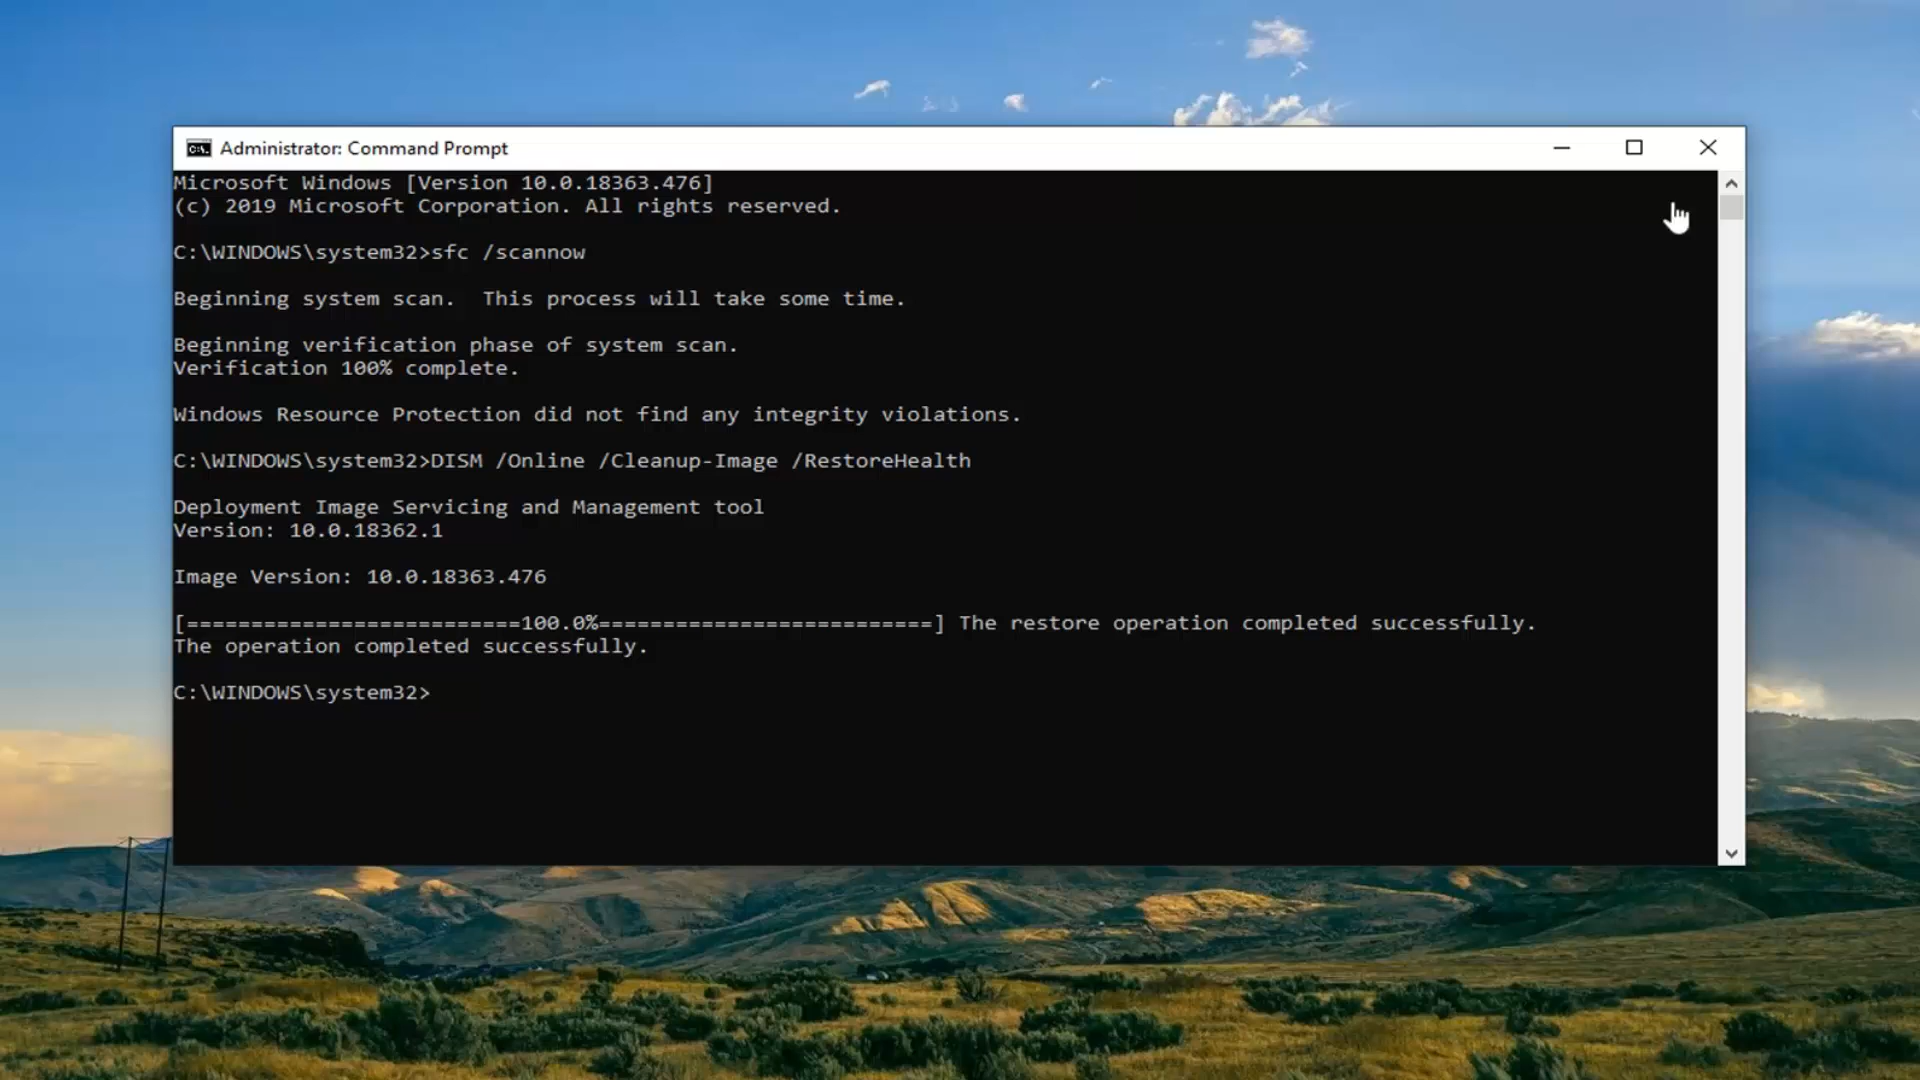 Administrator: Command Prompt
Microsoft Windows [Version 10.0.18363.476]
(c) 2019 Microsoft Corporation. All rights reserved.
C:\WINDOWS\system32>sfc /scannow
Beginning system scan.  This process will take some time.
Beginning verification phase of system scan.
Verification 100% complete.
Windows Resource Protection did not find any integrity violations.
C:\WINDOWS\system32>DISM /Online /Cleanup-Image /RestoreHealth
Deployment Image Servicing and Management tool
Version: 10.0.18362.1
Image Version: 10.0.18363.476
[==========================100.0%==========================] The restore operation completed successfully.
The operation completed successfully.
C:\WINDOWS\system32>